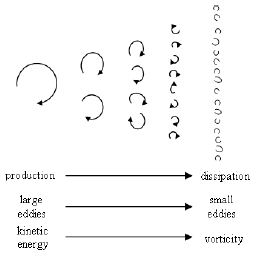 production dissipation
large eddies small eddies
kinetic energy vorticity